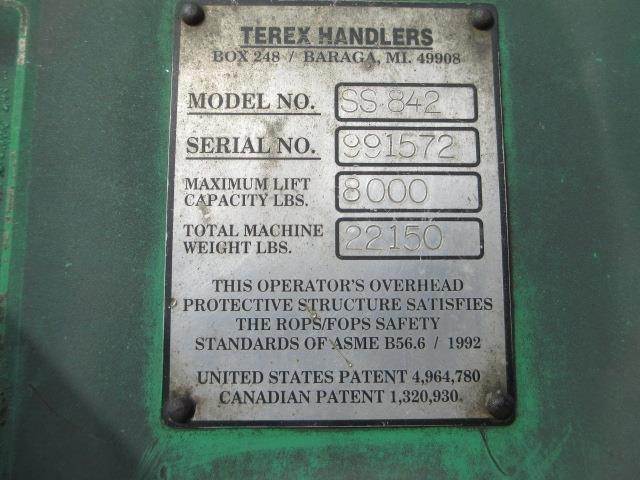 TEREX HANDLERS
BOX 248 / BARAGA, MI. 49908
MODEL NO. SS-842
SERIAL NO. 991572
MAXIMUM LIFT
CAPACITY LBS. 8000
TOTAL MACHINE
WEIGHT LBS. 22150
THIS OPERATOR'S OVERHEAD
PROTECTIVE STRUCTURE SATISFIES
THE ROPS/FOPS SAFETY
STANDARDS OF ASME B56.6 / 1992
UNITED STATES PATENT 4,964,780
CANADIAN PATENT 1,320,930.